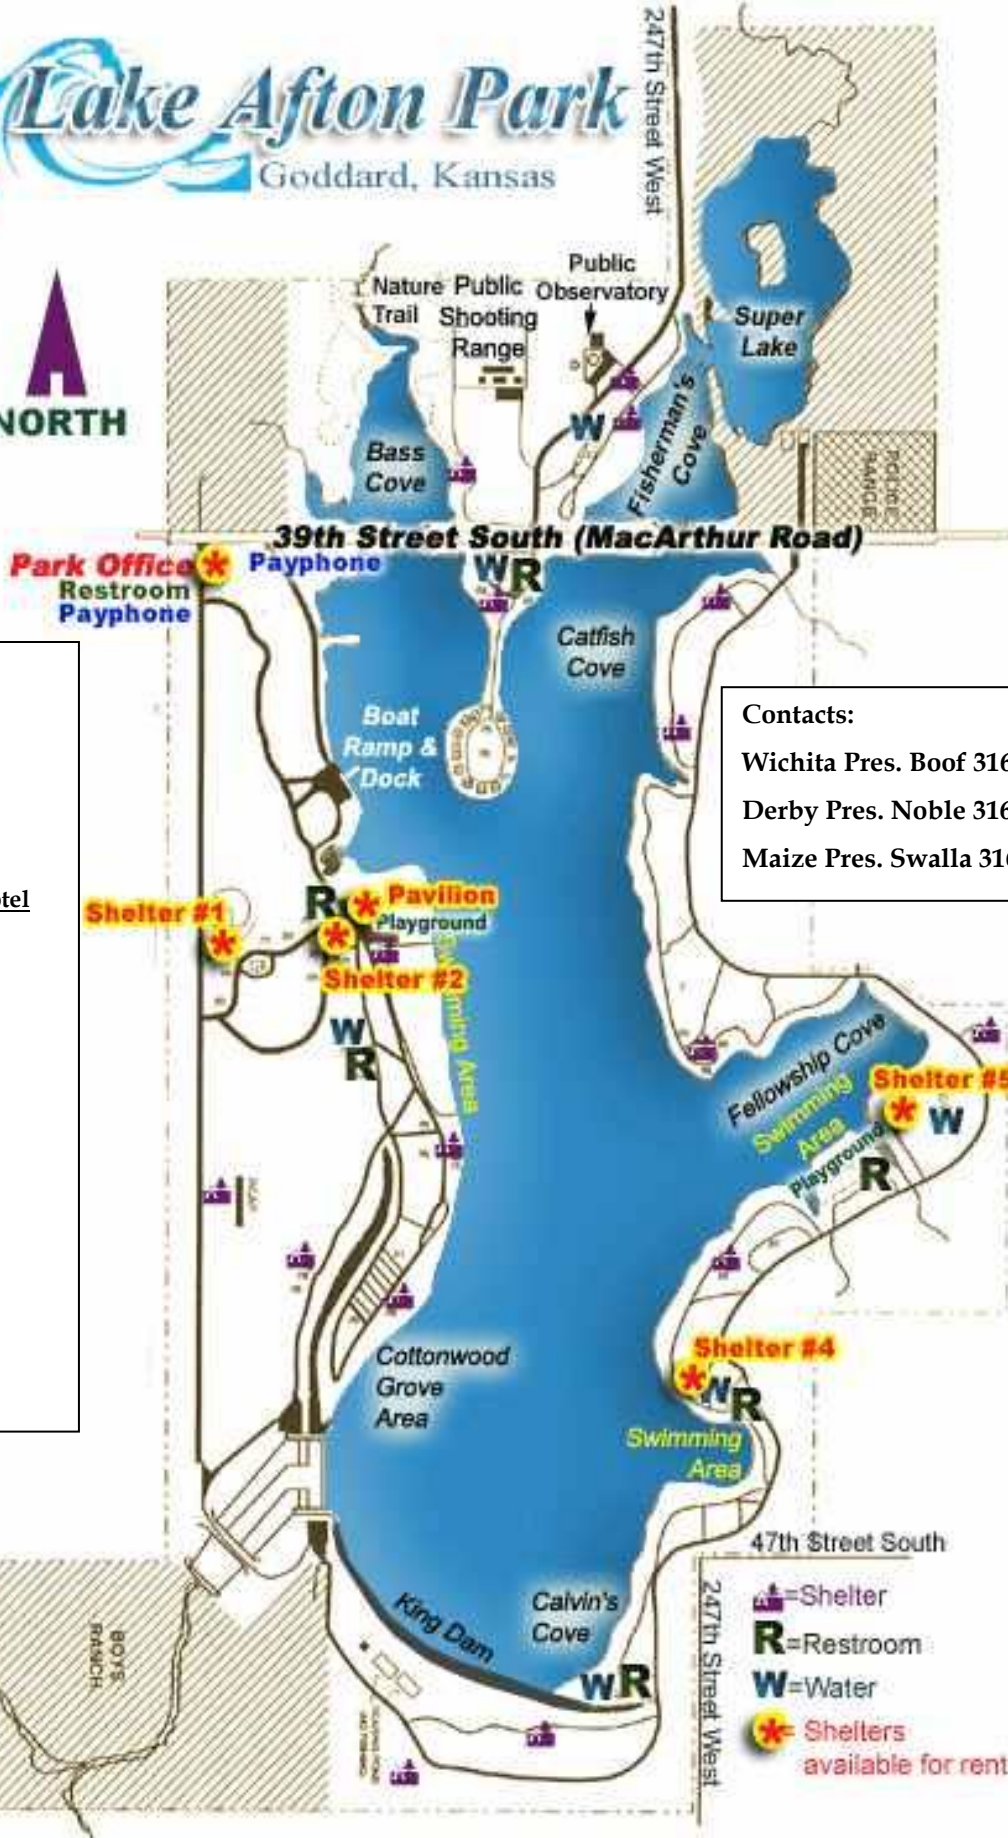 Lake Afton Park
Goddard, Kansas
247th Street West
NORTH
Nature
Trail
Public
Shooting
Range
Public
Observatory
Super
Lake
Bass
Cove
W
Fisherman's
Cove
POLICE
RANGE
39th Street South (MacArthur Road)
Park Office
Restroom
Payphone
Payphone
W R
Catfish
Cove
Boat
Ramp &
Dock
Contacts:
Wichita Pres. Boof 316
Derby Pres. Noble 316
Maize Pres. Swalla 316
otel
Shelter #1
R
Pavilion
Playground
Shelter #2
Swimming Area
W
R
Fellowship Cove
Swimming
Area
Playground
Shelter #5
W
R
Shelter #4
W R
Swimming
Area
Cottonwood
Grove
Area
47th Street South
247th Street West
King Dam
Calvin's
Cove
W R
BOYS
RANCH
=Shelter
R=Restroom
W=Water
= Shelters
available for rent